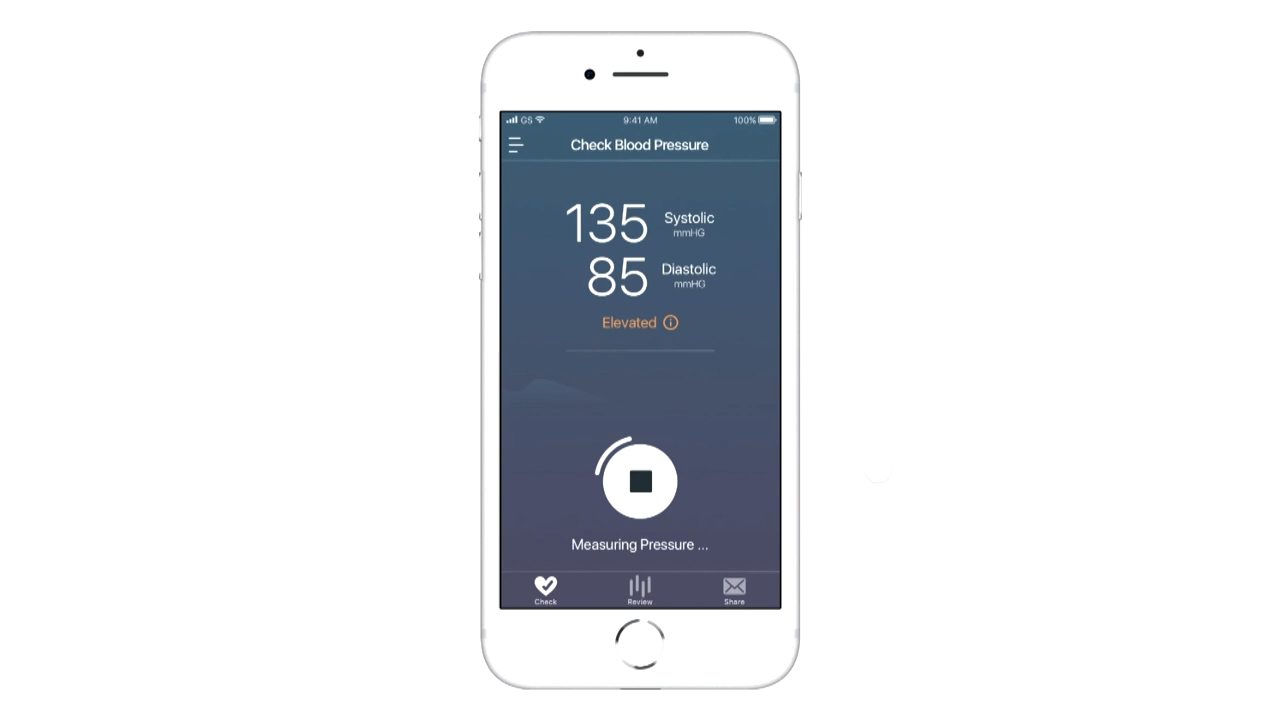 GS 9:41 AM 100%
Check Blood Pressure
135 Systolic
mmHG
85 Diastolic
mmHG
Elevated
Measuring Pressure ...
Check Review Share